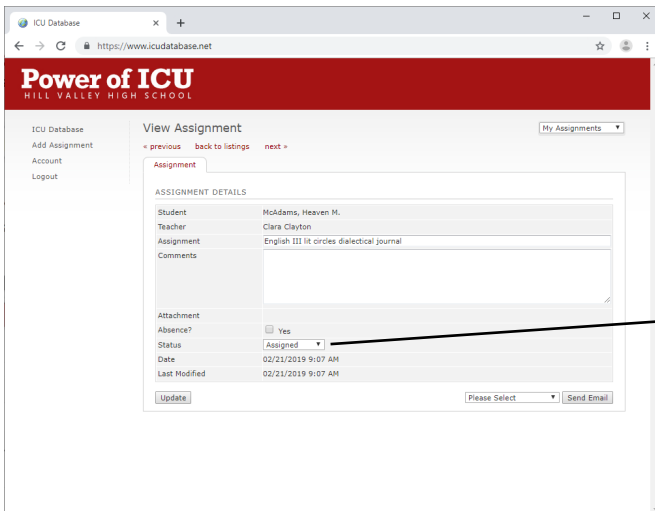 ICU Database
https://www.icudatabase.net
Power of ICU
HILL VALLEY HIGH SCHOOL
ICU Database
Add Assignment
Account
Logout
View Assignment
My Assignments
« previous back to listings next »
Assignment
ASSIGNMENT DETAILS
Student McAdams, Heaven M.
Teacher Clara Clayton
Assignment English III lit circles dialectical journal
Comments
Attachment
Absence? Yes
Status Assigned
Date 02/21/2019 9:07 AM
Last Modified 02/21/2019 9:07 AM
Update Please Select Send Email